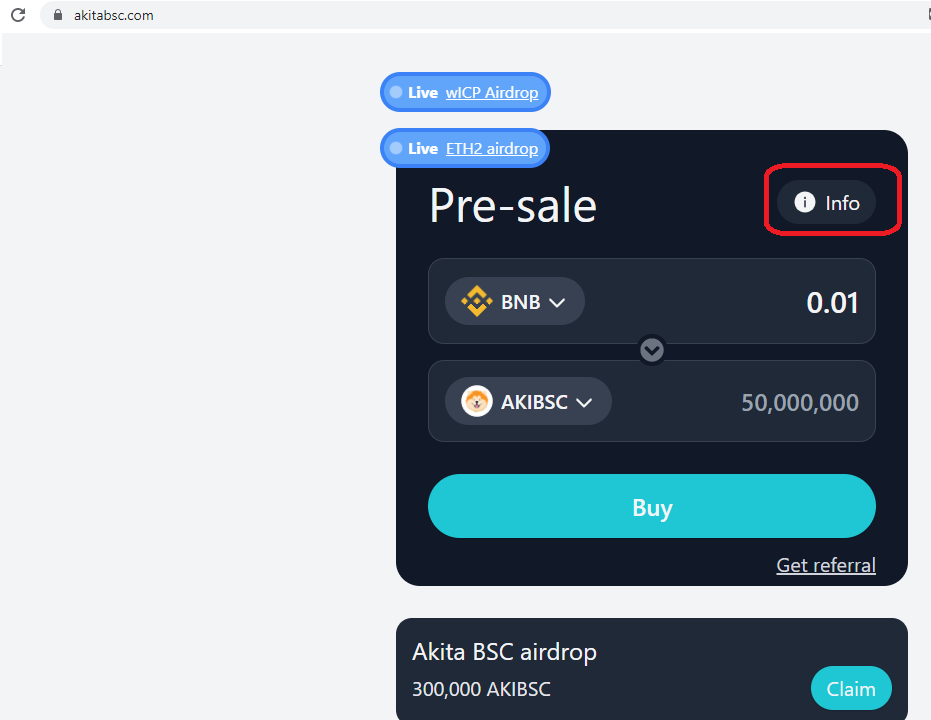 akitabsc.com
Live wICP Airdrop
Live ETH2 airdrop
Pre-sale
Info
BNB 0.01
AKIBSC 50,000,000
Buy
Get referral
Akita BSC airdrop
300,000 AKIBSC
Claim